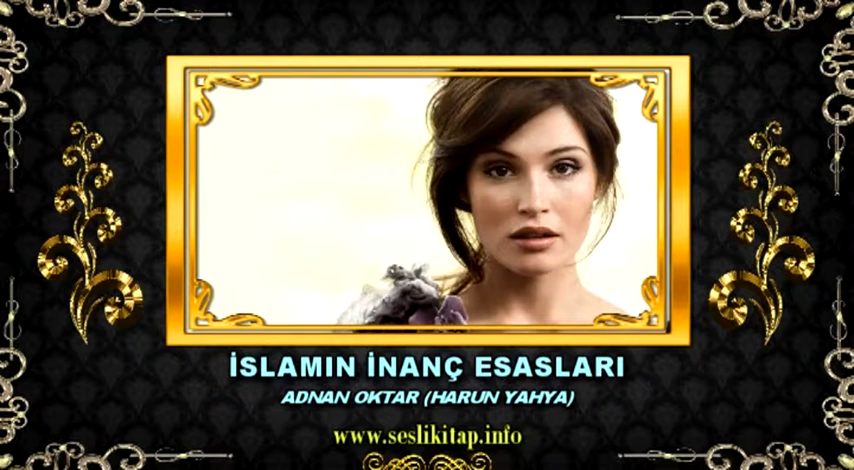 İSLAMIN İNANÇ ESASLARI
ADNAN OKTAR (HARUN YAHYA)
www.seslikitap.info